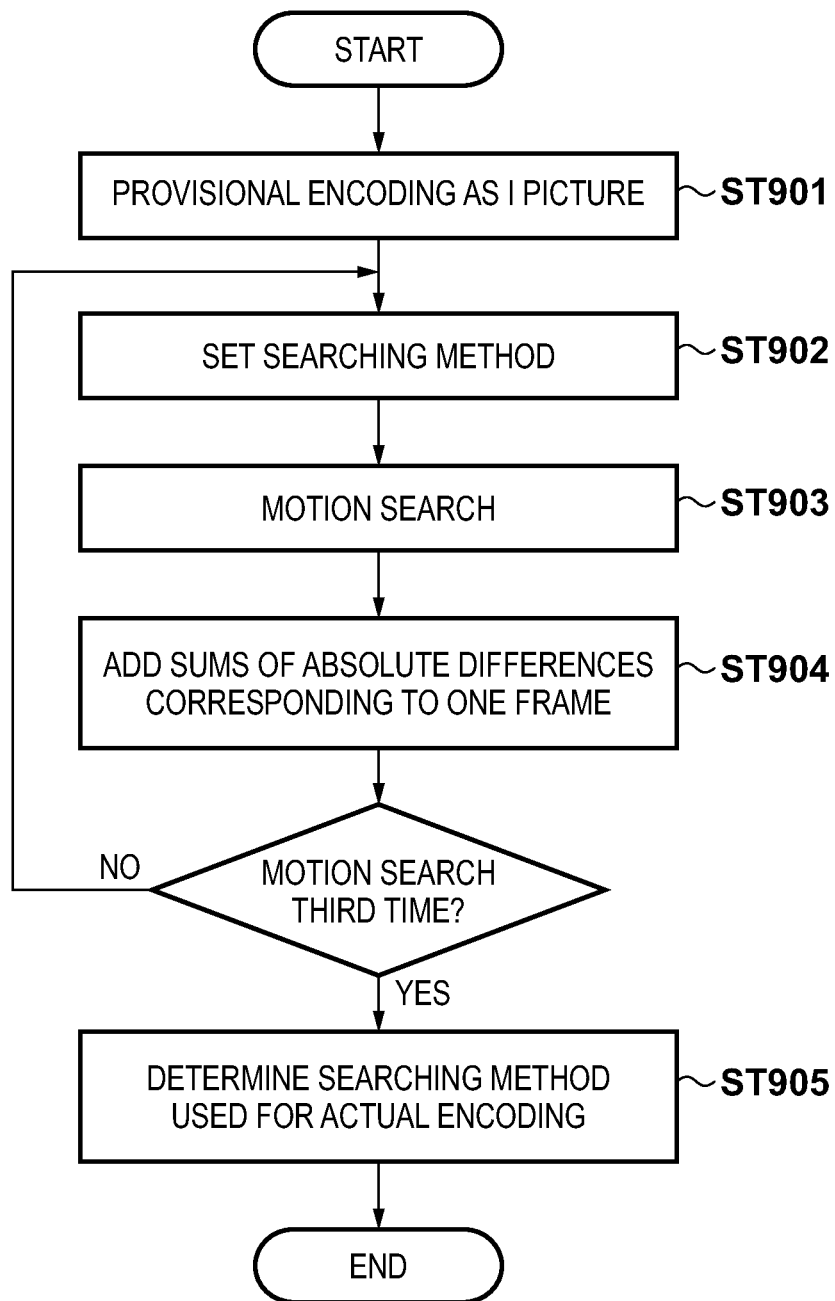 START
PROVISIONAL ENCODING AS I PICTURE
ST901
SET SEARCHING METHOD
ST902
MOTION SEARCH
ST903
ADD SUMS OF ABSOLUTE DIFFERENCES
CORRESPONDING TO ONE FRAME
ST904
NO
MOTION SEARCH
THIRD TIME?
YES
DETERMINE SEARCHING METHOD
USED FOR ACTUAL ENCODING
ST905
END